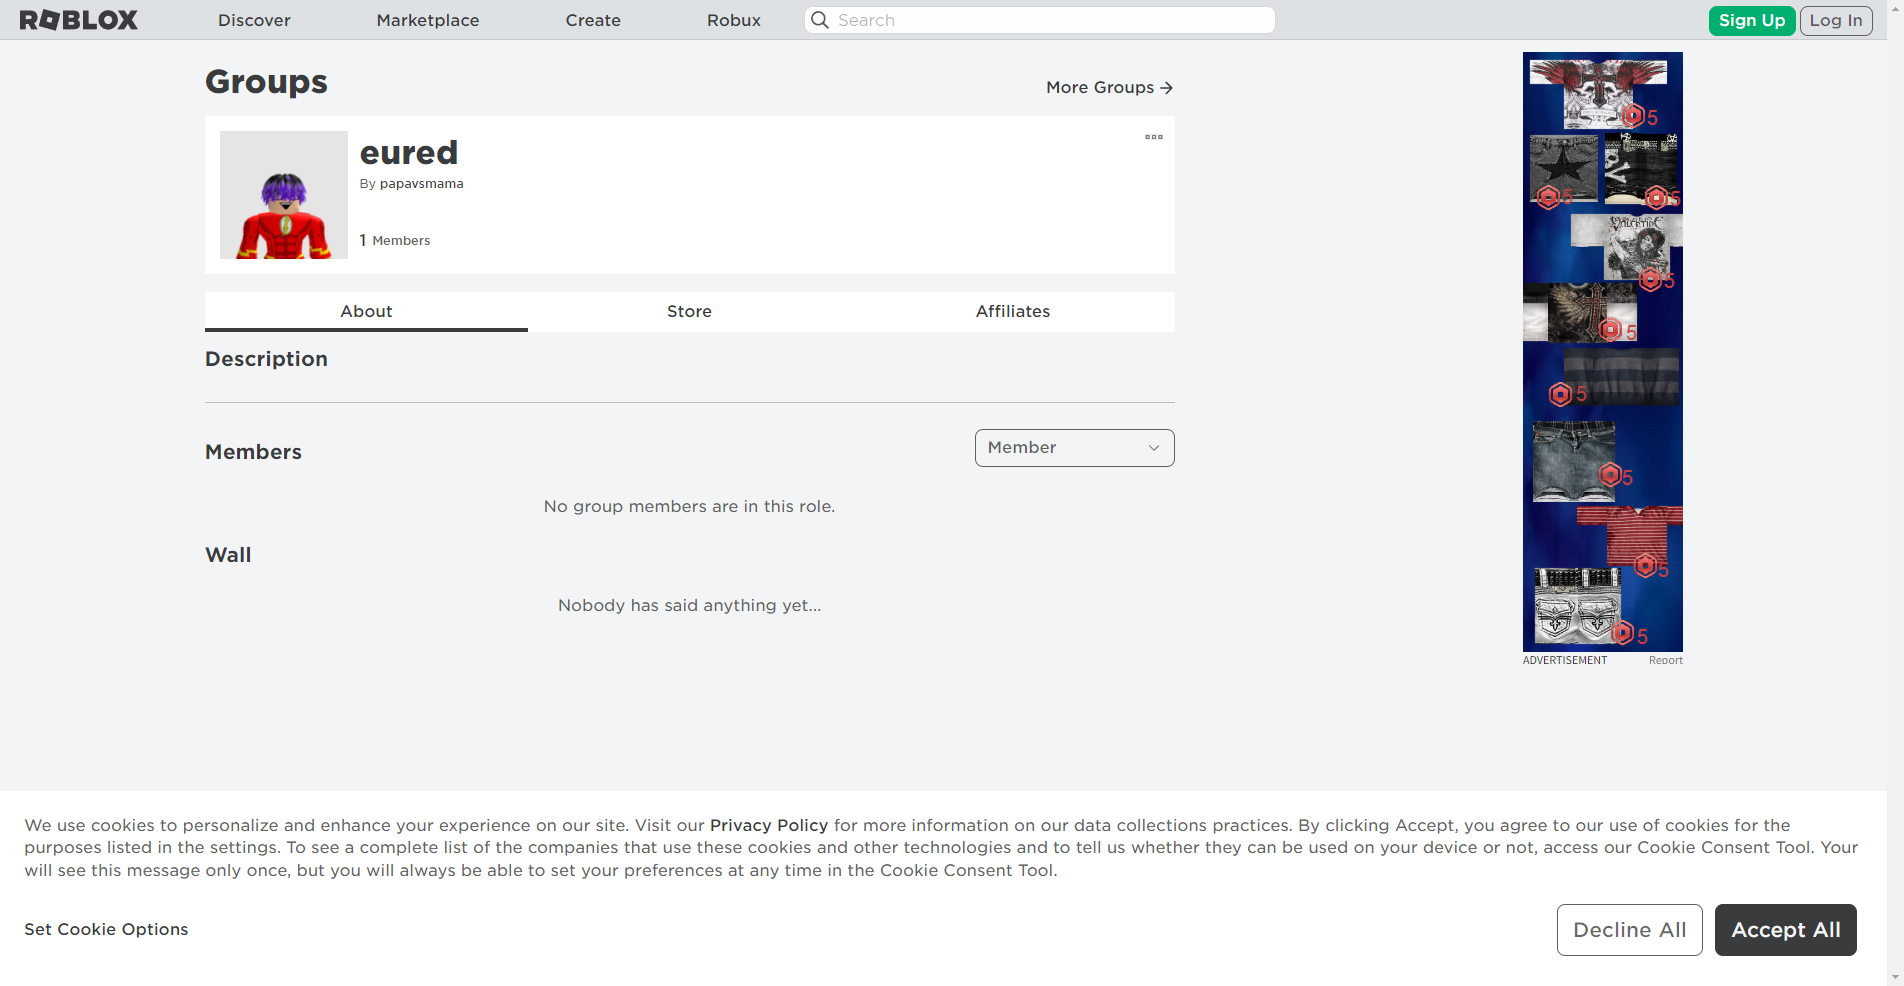 ROBLOX Discover Marketplace Create Robux Search Sign Up Log In
Groups
More Groups
eured
By papavsmama
1 Members
About Store Affiliates
Description
Members
Member
No group members are in this role.
Wall
Nobody has said anything yet...
5
5
5
5
5
5
5
5
5
ADVERTISEMENT Report
We use cookies to personalize and enhance your experience on our site. Visit our Privacy Policy for more information on our data collections practices. By clicking Accept, you agree to our use of cookies for the
purposes listed in the settings. To see a complete list of the companies that use these cookies and other technologies and to tell us whether they can be used on your device or not, access our Cookie Consent Tool. Your
will see this message only once, but you will always be able to set your preferences at any time in the Cookie Consent Tool.
Set Cookie Options
Decline All
Accept All